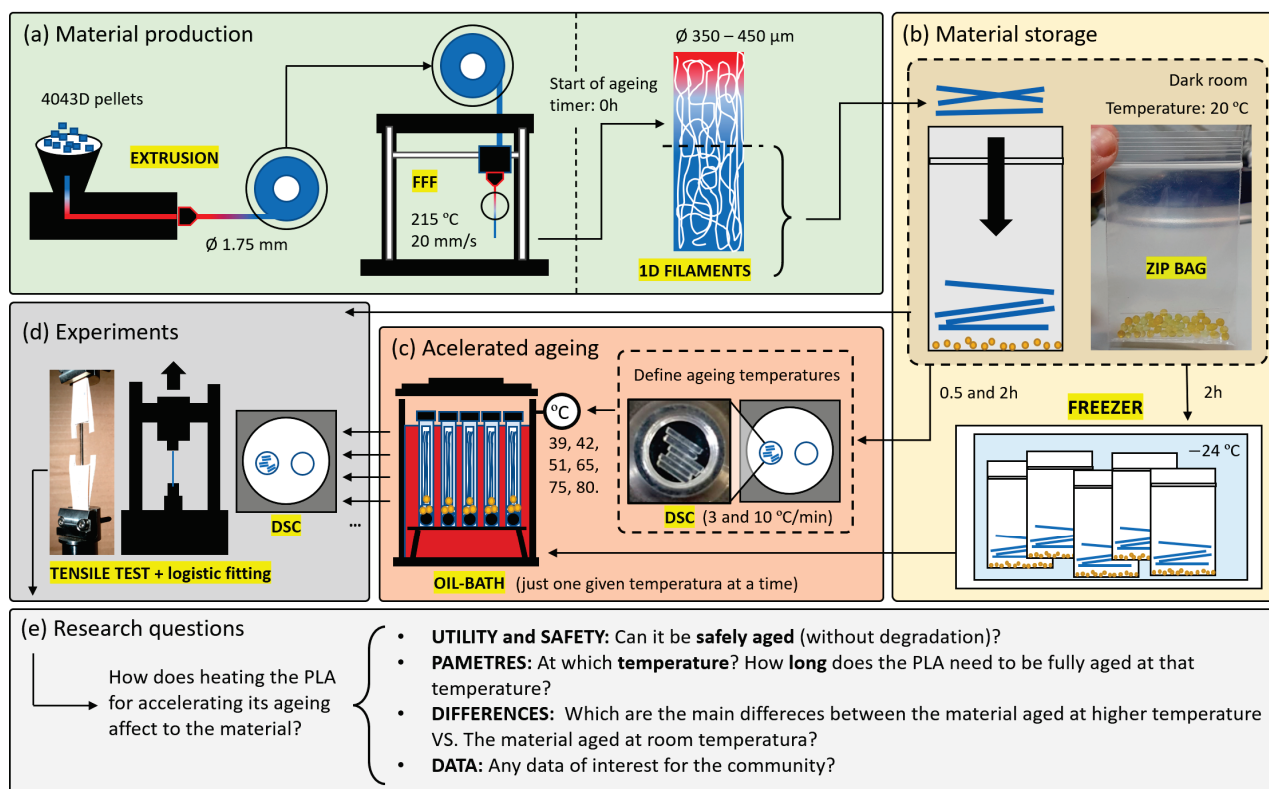 (a) Material production
4043D pellets
EXTRUSION
Ø 1.75 mm
FFF
215 ºC
20 mm/s
Start of ageing
timer: 0h
Ø 350 – 450 µm
1D FILAMENTS
(b) Material storage
Dark room
Temperature: 20 ºC
ZIP BAG
0.5 and 2h
2h
FREEZER
−24 ºC
(c) Acelerated ageing
Define ageing temperatures
ºC
39, 42,
51, 65,
75, 80.
DSC (3 and 10 ºC/min)
OIL-BATH (just one given temperatura at a time)
(d) Experiments
DSC
...
TENSILE TEST + logistic fitting
(e) Research questions
How does heating the PLA
for accelerating its ageing
affect to the material?
• UTILITY and SAFETY: Can it be safely aged (without degradation)?
• PAMETRES: At which temperature? How long does the PLA need to be fully aged at that
temperature?
• DIFFERENCES: Which are the main differeces between the material aged at higher temperature
VS. The material aged at room temperatura?
• DATA: Any data of interest for the community?